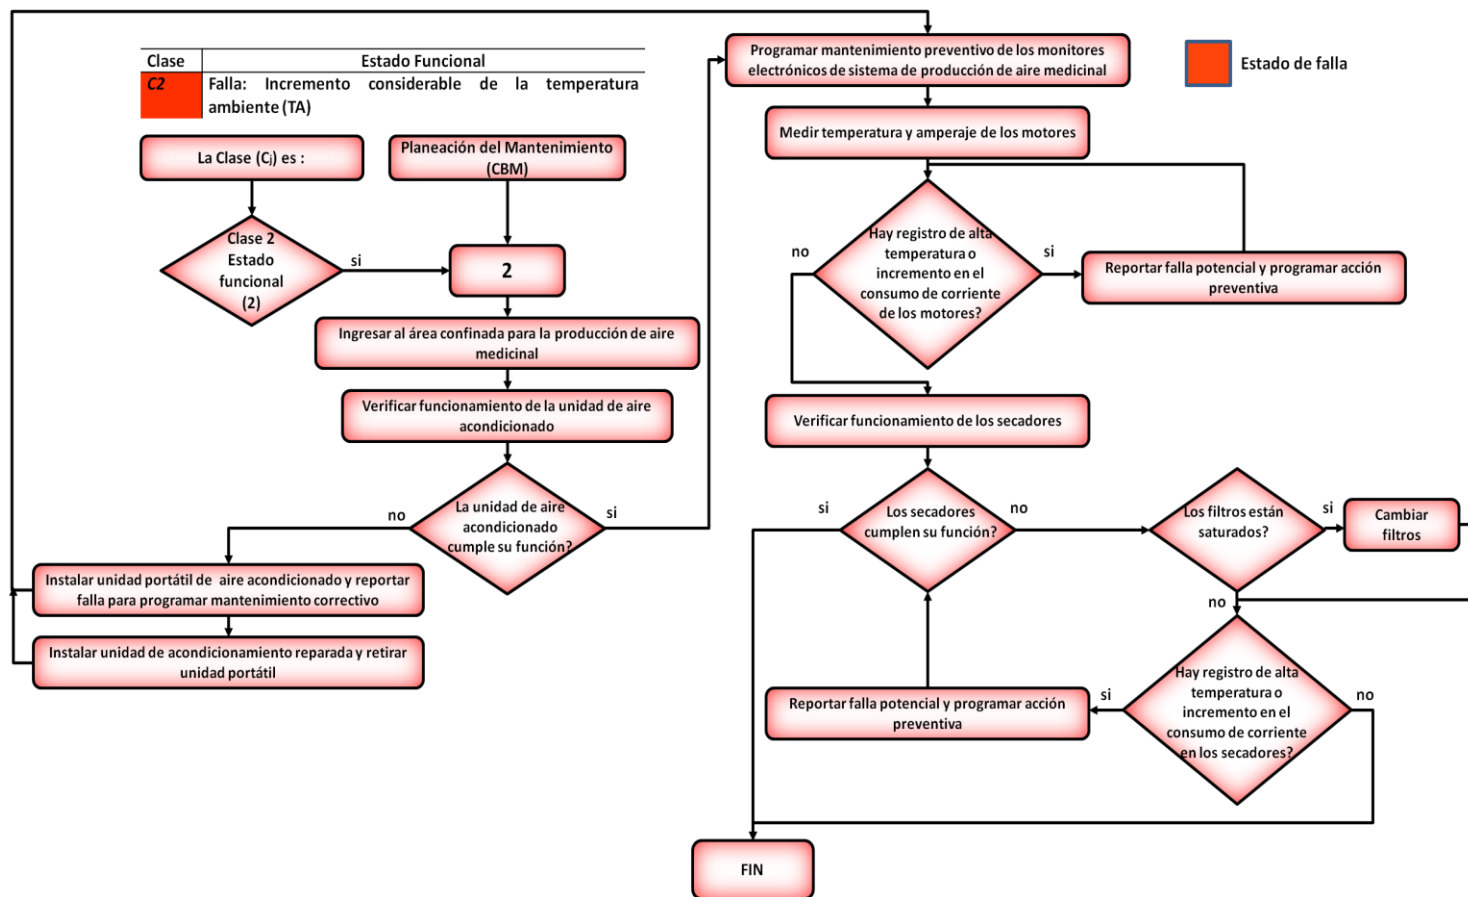 Clase Estado Funcional
C2 Falla: Incremento considerable de la temperatura
ambiente (TA)
La Clase (Cj) es :
Planeación del Mantenimiento
(CBM)
Clase 2
Estado
funcional
(2)
si
2
Ingresar al área confinada para la producción de aire
medicinal
Verificar funcionamiento de la unidad de aire
acondicionado
La unidad de aire
acondicionado
cumple su función?
no
si
Instalar unidad portátil de aire acondicionado y reportar
falla para programar mantenimiento correctivo
Instalar unidad de acondicionamiento reparada y retirar
unidad portátil
Programar mantenimiento preventivo de los monitores
electrónicos de sistema de producción de aire medicinal
Estado de falla
Medir temperatura y amperaje de los motores
Hay registro de alta
temperatura o
incremento en el
consumo de corriente
de los motores?
no
si
Reportar falla potencial y programar acción
preventiva
Verificar funcionamiento de los secadores
Los secadores
cumplen su función?
si
no
Los filtros están
saturados?
si
Cambiar
filtros
no
Hay registro de alta
temperatura o
incremento en el
consumo de corriente
en los secadores?
si
no
Reportar falla potencial y programar acción
preventiva
FIN